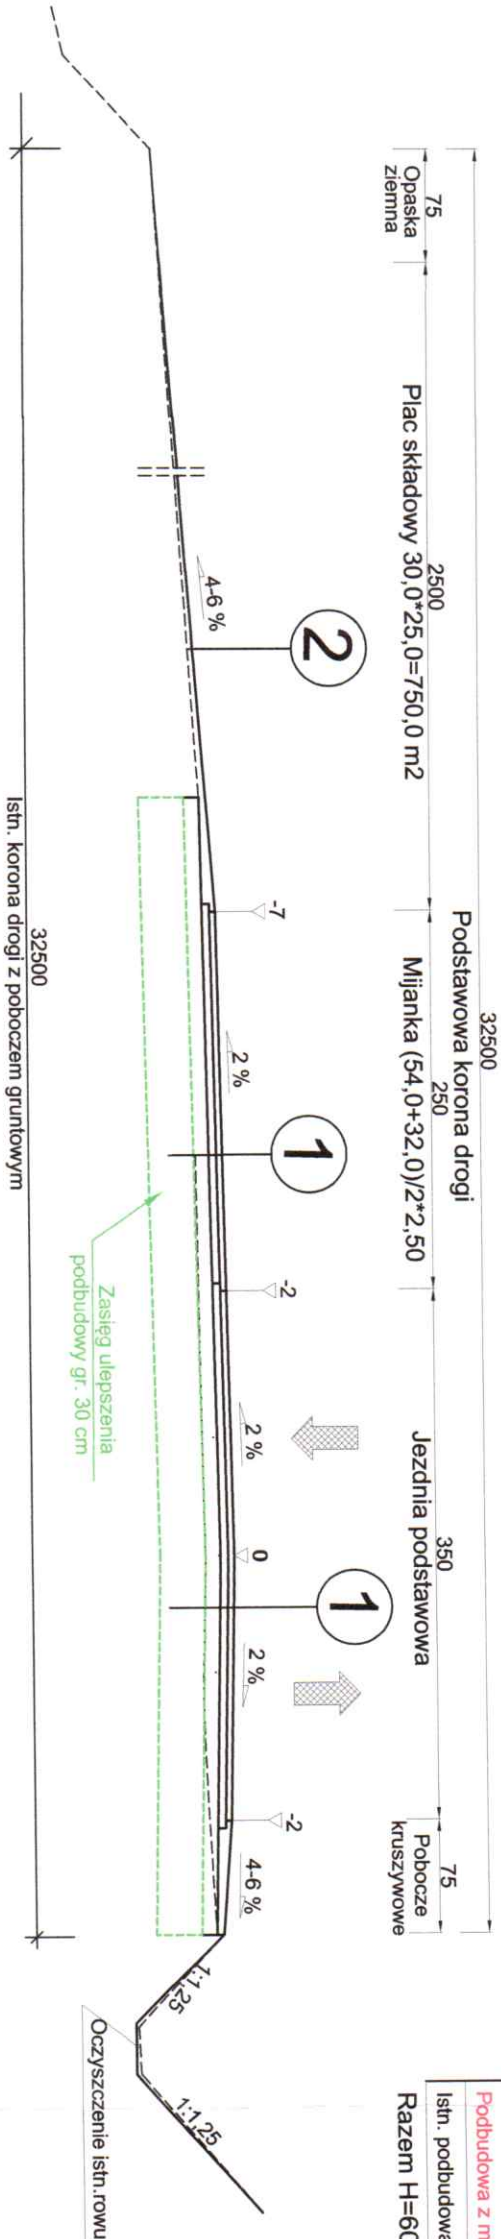 32500
Podstawowa korona drogi
75
Opaska
ziemna
2500
Plac składowy 30,0*25,0=750,0 m2
250
Mijanka (54,0+32,0)/2*2,50
350
Jezdnia podstawowa
75
Pobocze
kruszywowe
2
1
1
4-6 %
-7
2 %
-2
2 %
0
2 %
-2
4-6 %
1:1,25
1:1,25
Zasięg ulepszenia
podbudowy gr. 30 cm
Oczyszczenie istn.rowu
32500
Istn. korona drogi z poboczem gruntowym
Podbudowa z m
Istn. podbudowa
Razem H=60